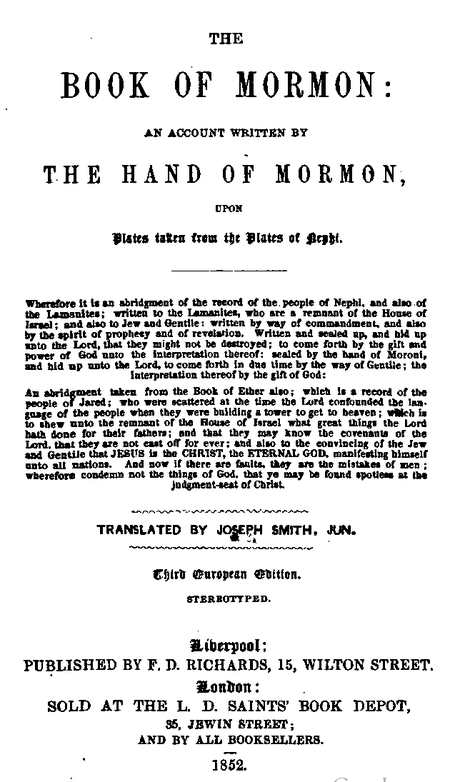 THE
BOOK OF MORMON:
AN ACCOUNT WRITTEN BY
THE HAND OF MORMON,
UPON
Plates taken from the Plates of Nephi.
Wherefore it is an abridgment of the record of the people of Nephi, and also of
the Lamanites; written to the Lamanites, who are a remnant of the House of
Israel; and also to Jew and Gentile: written by way of commandment, and also
by the spirit of prophesy and of revelation. Written and sealed up, and hid up
unto the Lord, that they might not be destroyed; to come forth by the gift and
power of God unto the interpretation thereof: sealed by the hand of Moroni,
and hid up unto the Lord, to come forth in due time by the way of Gentile; the
interpretation thereof by the gift of God:
An abridgment taken from the Book of Ether also; which is a record of the
people of Jared; who were scattered at the time the Lord confounded the lan-
guage of the people when they were building a tower to get to heaven; which is
to shew unto the remnant of the House of Israel what great things the Lord
hath done for their fathers; and that they may know the covenants of the
Lord, that they are not cast off for ever; and also to the convincing of the Jew
and Gentile that JESUS is the CHRIST, the ETERNAL GOD, manifesting himself
unto all nations. And now if there are faults, they are the mistakes of men;
wherefore condemn not the things of God, that ye may be found spotless at the
judgment-seat of Christ.
TRANSLATED BY JOSEPH SMITH, JUN.
Third European Edition.
STEREOTYPED.
Liverpool:
PUBLISHED BY F. D. RICHARDS, 15, WILTON STREET.
London:
SOLD AT THE L. D. SAINTS' BOOK DEPOT,
35, JEWIN STREET;
AND BY ALL BOOKSELLERS.
1852.